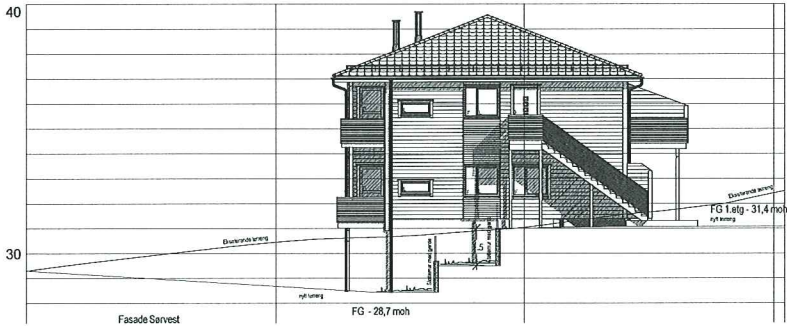 40
Eksisterende terreng
FG 1.etg - 31,4 moh
nytt terreng
Eksisterende terreng
30
nytt terreng
FG - 28,7 moh
Fasade Sørvest